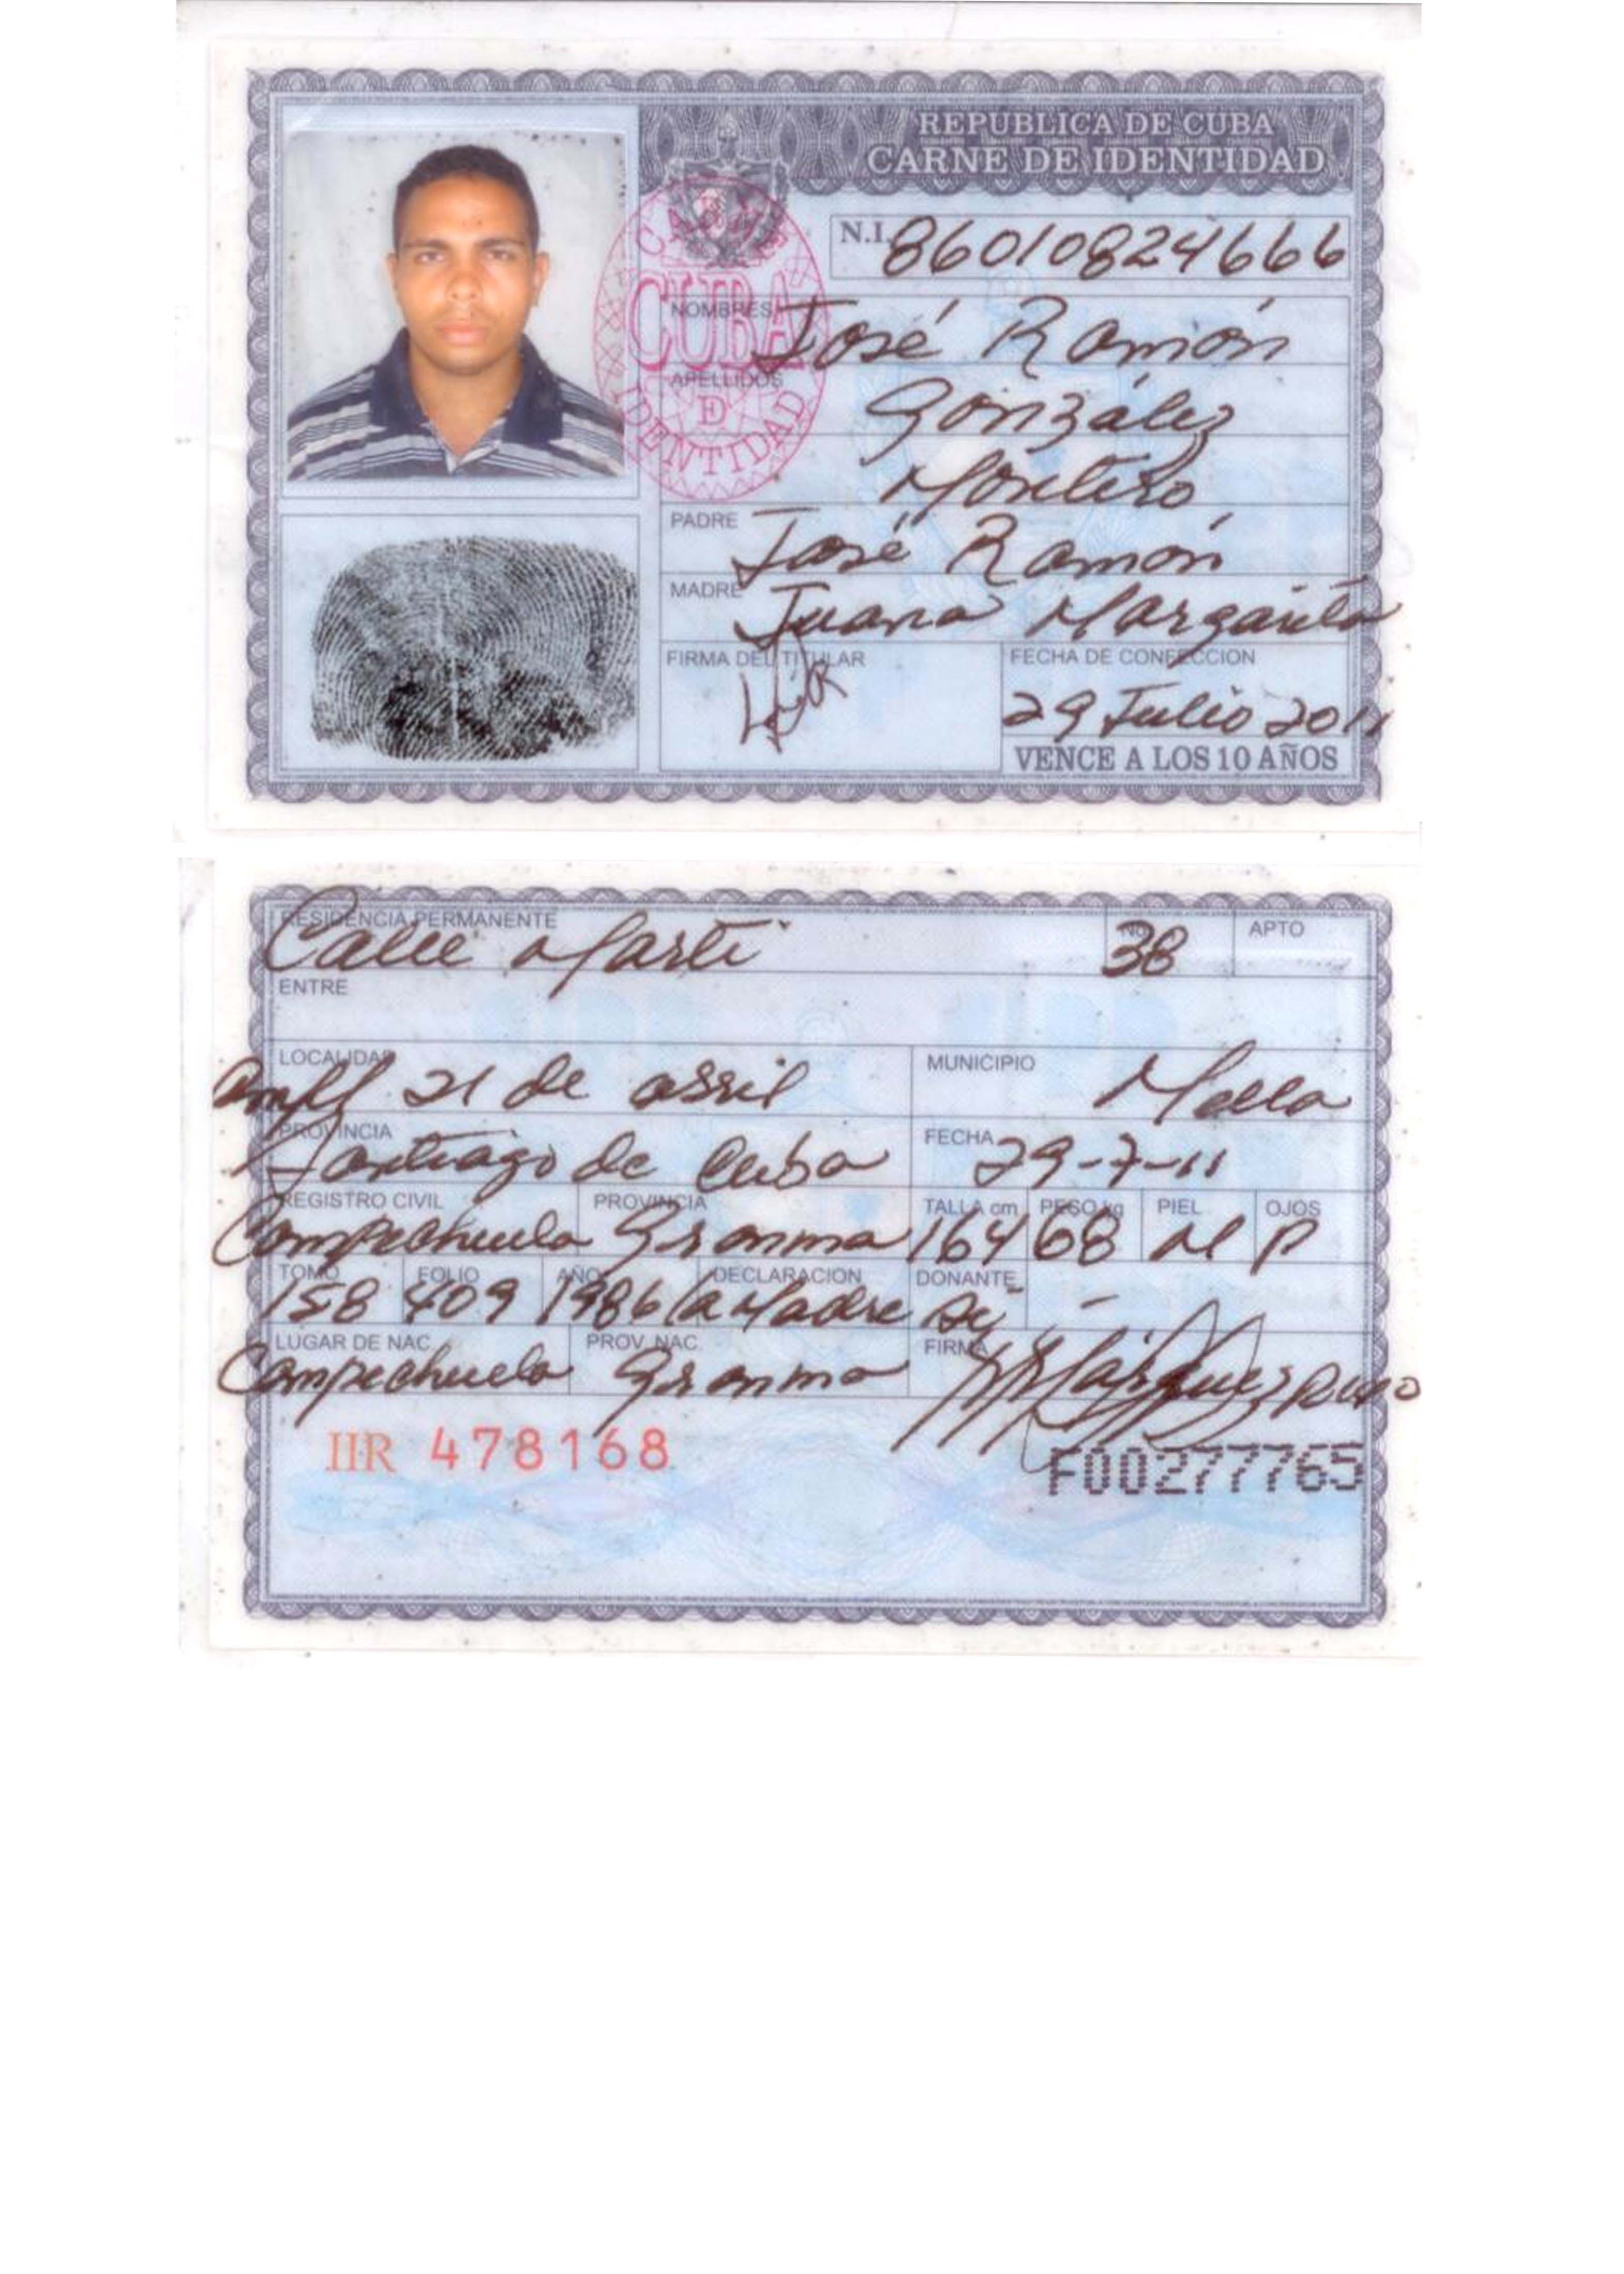 REPUBLICA DE CUBA
CARNE DE IDENTIDAD
CARNE
CUBA
DE
IDENTIDAD
N.I. 86010824666
NOMBRES José Ramón
APELLIDOS González
Montero
PADRE José Ramón
MADRE Juana Margarita
FIRMA DEL TITULAR FECHA DE CONFECCION
29 Julio 2011
VENCE A LOS 10 AÑOS
RESIDENCIA PERMANENTE No. APTO
Calle Martí 38
ENTRE
LOCALIDAD MUNICIPIO
Ampl 21 de abril Mella
PROVINCIA FECHA
Santiago de Cuba 29-7-11
REGISTRO CIVIL PROVINCIA TALLA cm PESO kg PIEL OJOS
Campechuela Granma 164 68 M P
TOMO FOLIO AÑO DECLARACION DONANTE
158 409 1986 la Madre Si -
LUGAR DE NAC. PROV. NAC. FIRMA
Campechuela Granma
IIR 478168
F00277765